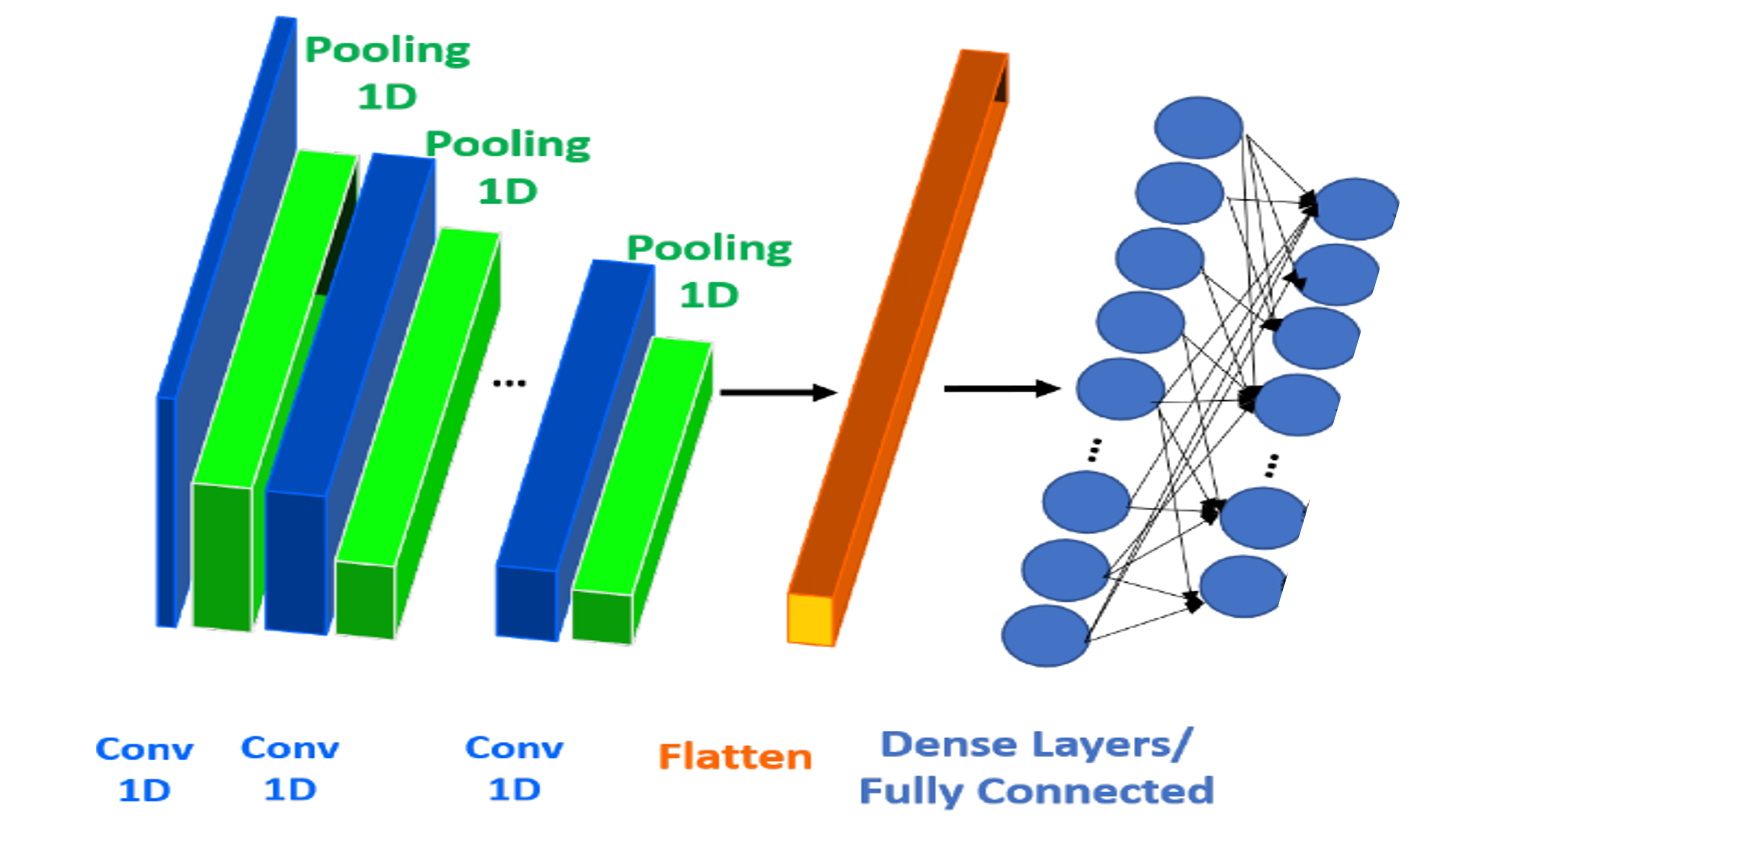 Pooling
1D
Pooling
1D
Pooling
1D
...
Conv
1D
Conv
1D
Conv
1D
Flatten
Dense Layers/
Fully Connected